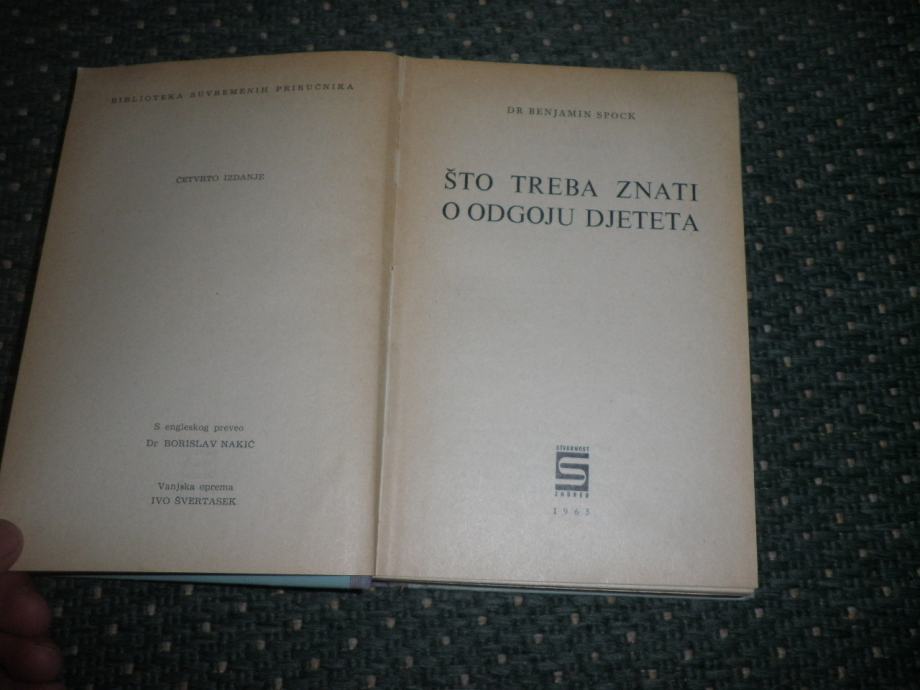 BIBLIOTEKA SUVREMENIH PRIRUČNIKA
ČETVRTO IZDANJE
S engleskog preveo
Dr BORISLAV NAKIĆ
Vanjska oprema
IVO ŠVERTASEK
DR BENJAMIN SPOCK
ŠTO TREBA ZNATI
O ODGOJU DJETETA
STVARNOST
S
ZAGREB